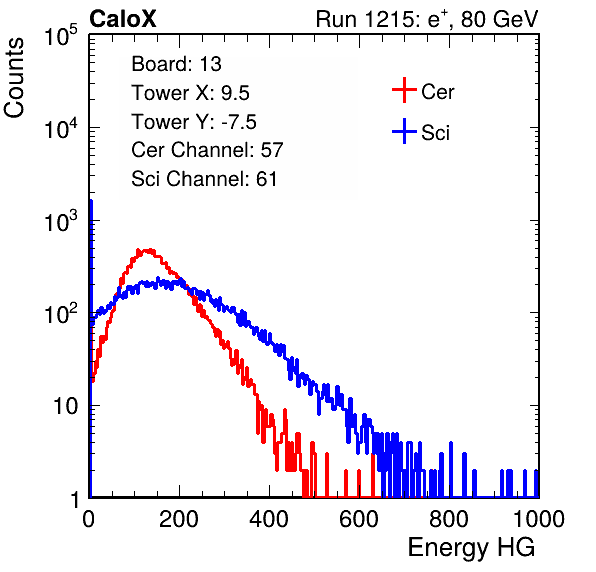 CaloX Run 1215: e+, 80 GeV
Counts
Board: 13
Tower X: 9.5
Tower Y: -7.5
Cer Channel: 57
Sci Channel: 61
Cer
Sci
10^5
10^4
10^3
10^2
10
1
0 200 400 600 800 1000
Energy HG